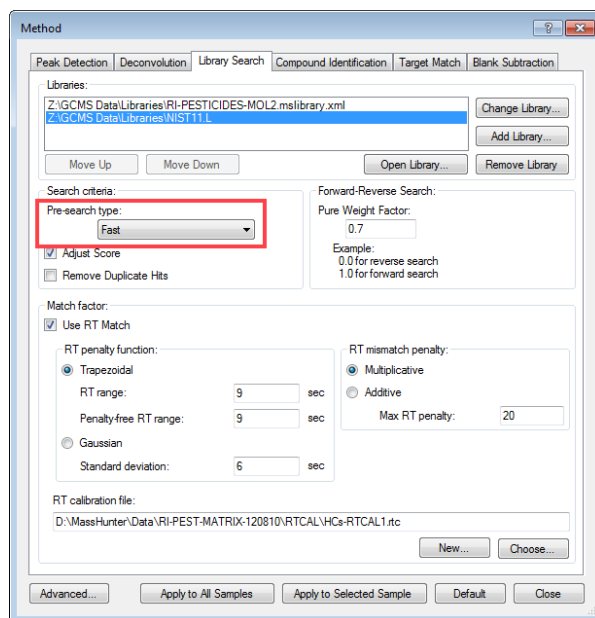 Method
Peak Detection Deconvolution Library Search Compound Identification Target Match Blank Subtraction
Libraries:
Z:\GCMS Data\Libraries\RI-PESTICIDES-MOL2.mslibrary.xml
Z:\GCMS Data\Libraries\NIST11.L
Change Library...
Add Library...
Move Up Move Down Open Library... Remove Library
Search criteria:
Pre-search type:
Fast
Adjust Score
Remove Duplicate Hits
Forward-Reverse Search:
Pure Weight Factor:
0.7
Example:
0.0 for reverse search
1.0 for forward search
Match factor:
Use RT Match
RT penalty function:
Trapezoidal
RT range: 9 sec
Penalty-free RT range: 9 sec
Gaussian
Standard deviation: 6 sec
RT mismatch penalty:
Multiplicative
Additive
Max RT penalty: 20
RT calibration file:
D:\MassHunter\Data\RI-PEST-MATRIX-120810\RTCAL\HCs-RTCAL1.rtc
New... Choose...
Advanced... Apply to All Samples Apply to Selected Sample Default Close